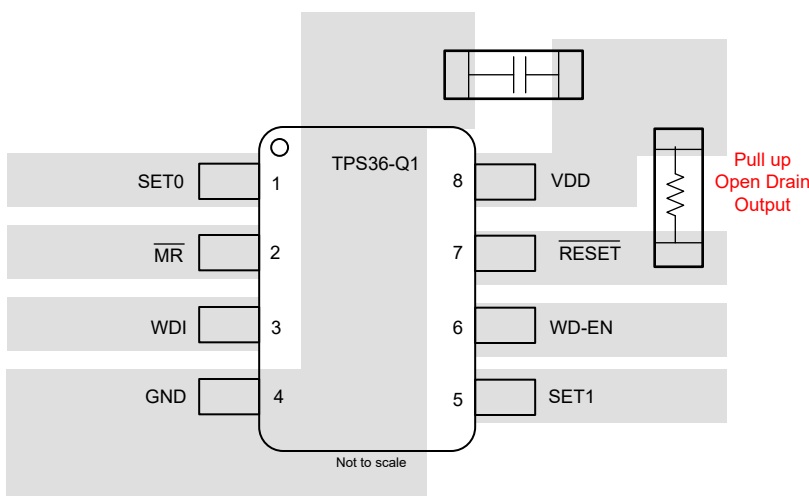 TPS36-Q1
SET0
1
8
VDD
Pull up
Open Drain
Output
MR
2
7
RESET
WDI
3
6
WD-EN
GND
4
5
SET1
Not to scale